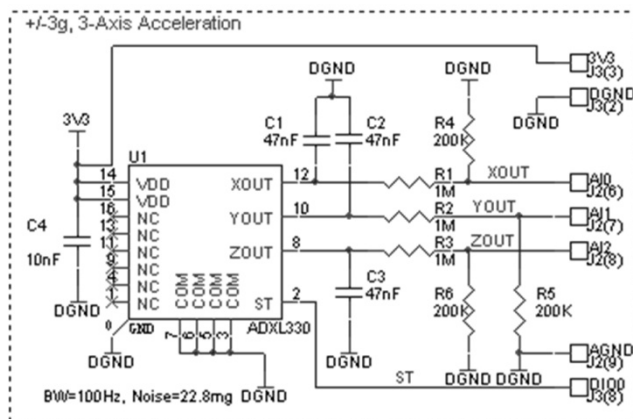 +/-3g, 3-Axis Acceleration
3V3
J3(3)
DGND
J3(2)
DGND
DGND
DGND
3V3
C1
47nF
C2
47nF
R4
200K
U1
14
VDD
XOUT
12
R1
1M
XOUT
AI0
J2(6)
15
VDD
16
NC
YOUT
10
R2
1M
YOUT
AI1
J2(7)
13
NC
11
NC
ZOUT
8
R3
1M
ZOUT
AI2
J2(8)
9
NC
4
NC
1
NC
COM
COM
COM
COM
ST
2
C4
10nF
C3
47nF
R6
200K
R5
200K
DGND
0
GND
ADXL330
7
6
5
3
DGND
DGND
DGND
DGND
DGND
AGND
J2(9)
BW=100Hz, Noise=22.8mg
ST
DIO0
J3(8)